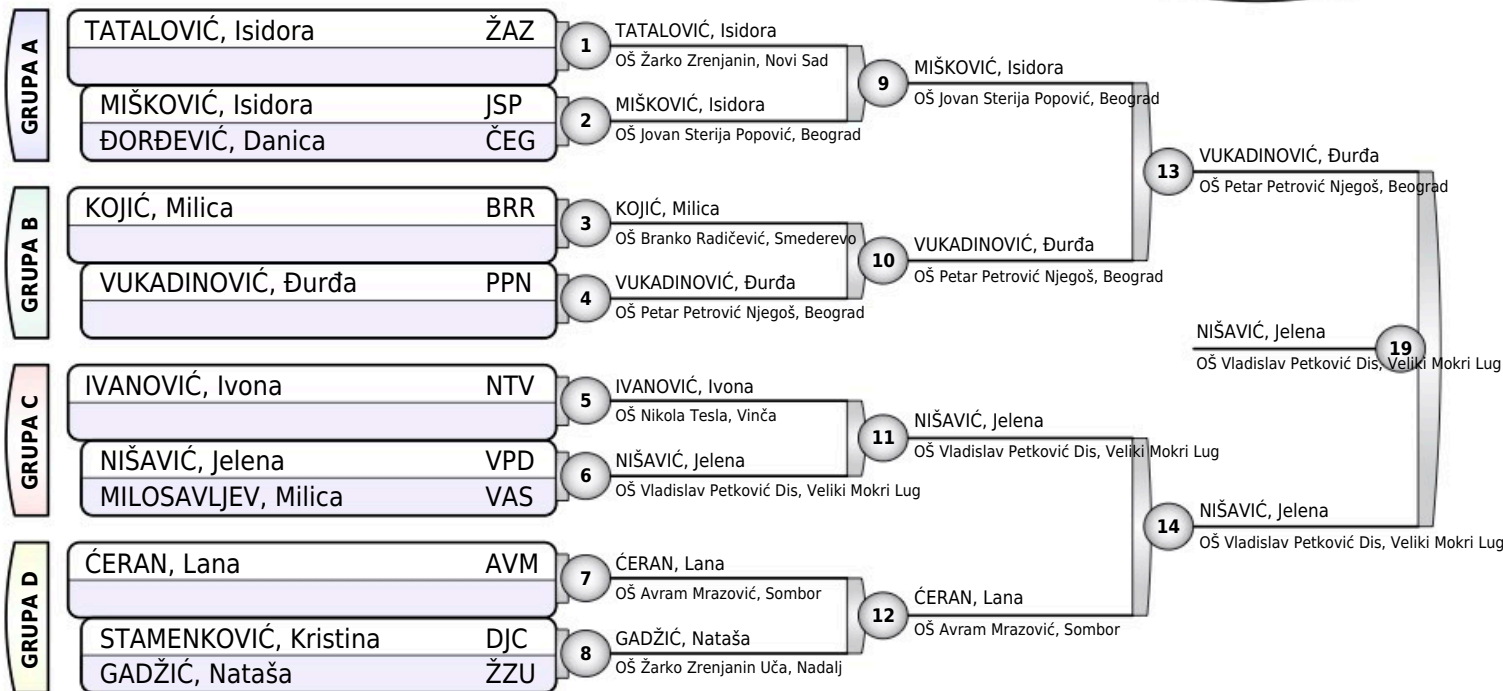 GRUPA A
TATALOVIĆ, Isidora ŽAZ
MIŠKOVIĆ, Isidora JSP
ĐORĐEVIĆ, Danica ČEG
GRUPA B
KOJIĆ, Milica BRR
VUKADINOVIĆ, Đurđa PPN
GRUPA C
IVANOVIĆ, Ivona NTV
NIŠAVIĆ, Jelena VPD
MILOSAVLJEV, Milica VAS
GRUPA D
ĆERAN, Lana AVM
STAMENKOVIĆ, Kristina DJC
GADŽIĆ, Nataša ŽZU
1
TATALOVIĆ, Isidora
OŠ Žarko Zrenjanin, Novi Sad
2
MIŠKOVIĆ, Isidora
OŠ Jovan Sterija Popović, Beograd
3
KOJIĆ, Milica
OŠ Branko Radičević, Smederevo
4
VUKADINOVIĆ, Đurđa
OŠ Petar Petrović Njegoš, Beograd
5
IVANOVIĆ, Ivona
OŠ Nikola Tesla, Vinča
6
NIŠAVIĆ, Jelena
OŠ Vladislav Petković Dis, Veliki Mokri Lug
7
ĆERAN, Lana
OŠ Avram Mrazović, Sombor
8
GADŽIĆ, Nataša
OŠ Žarko Zrenjanin Uča, Nadalj
9
MIŠKOVIĆ, Isidora
OŠ Jovan Sterija Popović, Beograd
10
VUKADINOVIĆ, Đurđa
OŠ Petar Petrović Njegoš, Beograd
11
NIŠAVIĆ, Jelena
OŠ Vladislav Petković Dis, Veliki Mokri Lug
12
ĆERAN, Lana
OŠ Avram Mrazović, Sombor
13
VUKADINOVIĆ, Đurđa
OŠ Petar Petrović Njegoš, Beograd
14
NIŠAVIĆ, Jelena
OŠ Vladislav Petković Dis, Veliki Mokri Lug
19
NIŠAVIĆ, Jelena
OŠ Vladislav Petković Dis, Veliki Mokri Lug